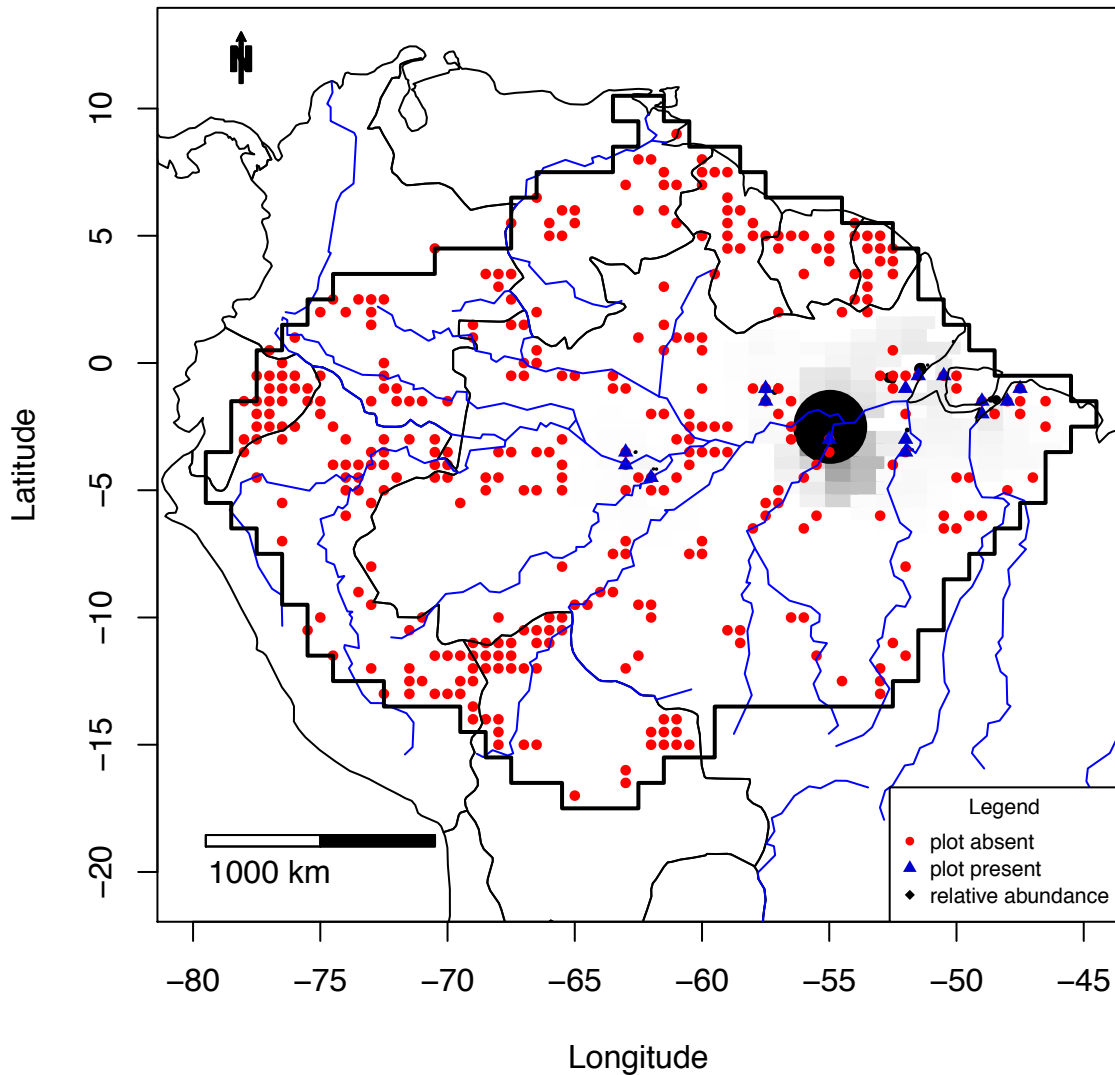 N
10
5
0
−5
−10
−15
−20
Latitude
1000 km
Legend
plot absent
plot present
relative abundance
−80 −75 −70 −65 −60 −55 −50 −45
Longitude